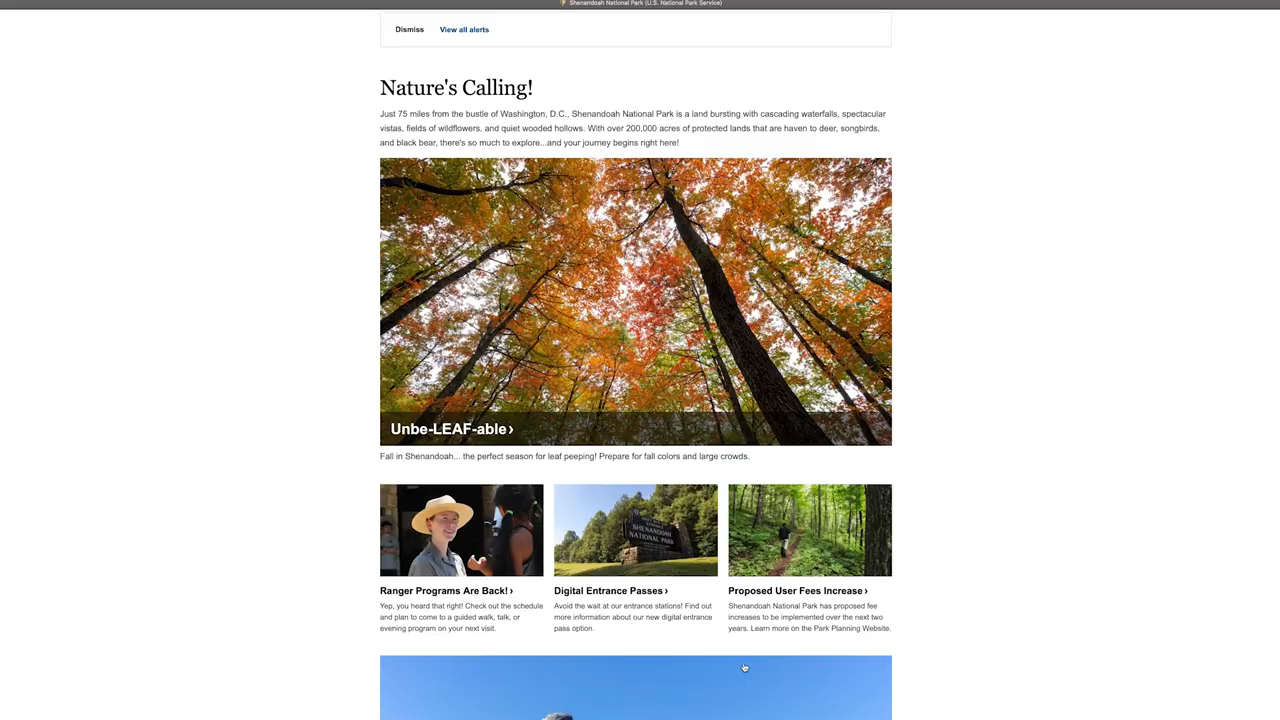 Shenandoah National Park (U.S. National Park Service)
Dismiss
View all alerts
Nature's Calling!
Just 75 miles from the bustle of Washington, D.C., Shenandoah National Park is a land bursting with cascading waterfalls, spectacular
vistas, fields of wildflowers, and quiet wooded hollows. With over 200,000 acres of protected lands that are haven to deer, songbirds,
and black bear, there's so much to explore...and your journey begins right here!
Unbe-LEAF-able›
Fall in Shenandoah... the perfect season for leaf peeping! Prepare for fall colors and large crowds.
SHENANDOAH
NATIONAL PARK
Ranger Programs Are Back!›
Yep, you heard that right! Check out the schedule
and plan to come to a guided walk, talk, or
evening program on your next visit.
Digital Entrance Passes›
Avoid the wait at our entrance stations! Find out
more information about our new digital entrance
pass option.
Proposed User Fees Increase›
Shenandoah National Park has proposed fee
increases to be implemented over the next two
years. Learn more on the Park Planning Website.